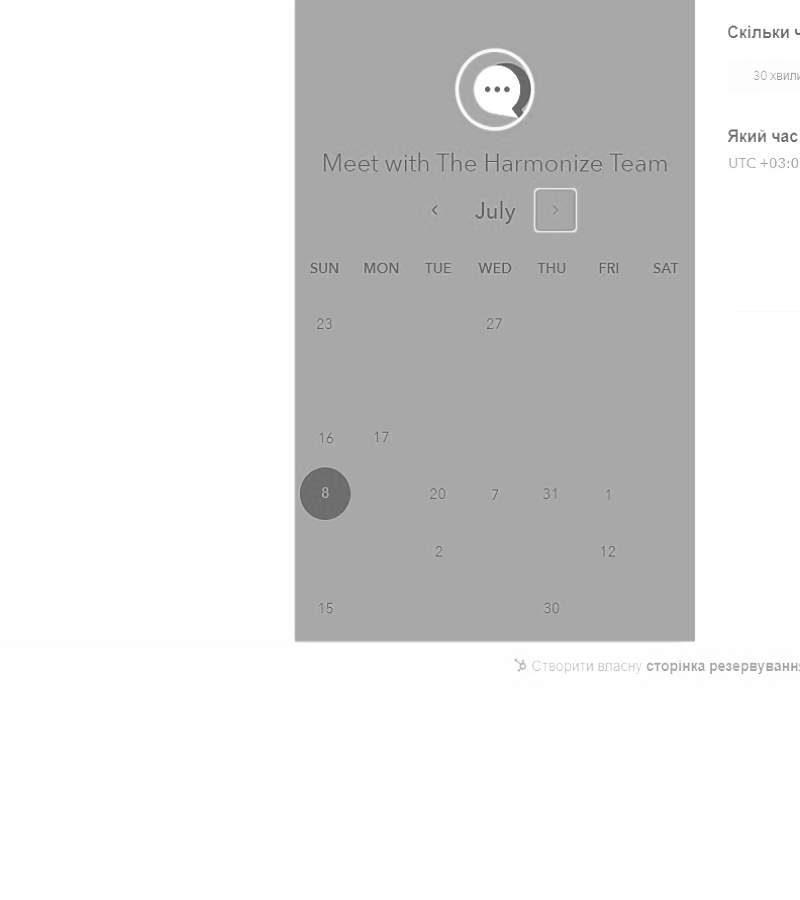 Скільки ч
30 хвили
Який час
UTC +03:0
Meet with The Harmonize Team
July
SUN MON TUE WED THU FRI SAT
23 27
16 17
8 20 7 31 1
2 12
15 30
Створити власну сторінка резервування